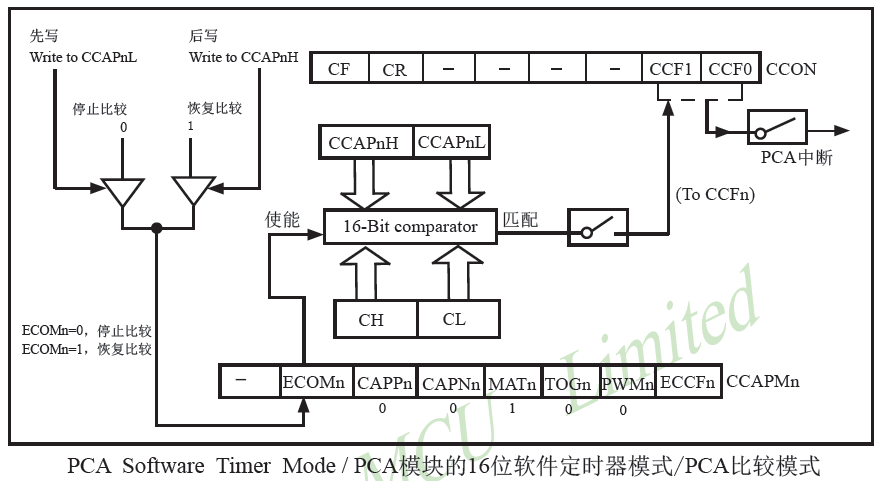 先写
Write to CCAPnL
后写
Write to CCAPnH
CF CR – – – – CCF1 CCF0 CCON
停止比较
0
恢复比较
1
PCA中断
CCAPnH CCAPnL
(To CCFn)
使能
16-Bit comparator
匹配
CH CL
ECOMn=0，停止比较
ECOMn=1，恢复比较
– ECOMn CAPPn CAPNn MATn TOGn PWMn ECCFn CCAPMn
0 0 1 0 0
MCU Limited
PCA Software Timer Mode / PCA模块的16位软件定时器模式/PCA比较模式